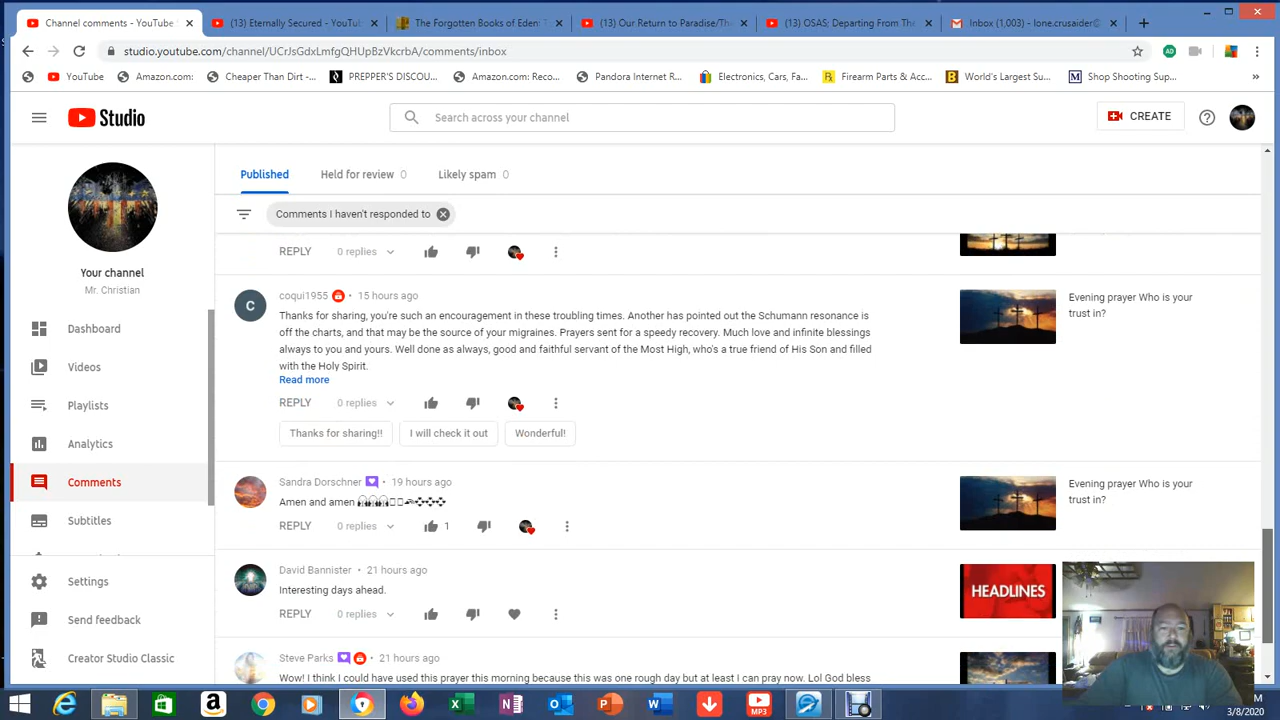 Channel comments - YouTube S
(13) Eternally Secured - YouTub
The Forgotten Books of Eden: T
(13) Our Return to Paradise/The
(13) OSAS; Departing From The
Inbox (1,003) - lone.crusaider@
studio.youtube.com/channel/UCrJsGdxLmfgQHUpBzVkcrbA/comments/inbox
YouTube
Amazon.com:
Cheaper Than Dirt -...
PREPPER'S DISCOU...
Amazon.com: Reco...
Pandora Internet R...
Electronics, Cars, Fa...
Firearm Parts & Acc...
World's Largest Su...
Shop Shooting Sup...
Studio
Search across your channel
CREATE
Your channel
Mr. Christian
Dashboard
Videos
Playlists
Analytics
Comments
Subtitles
Settings
Send feedback
Creator Studio Classic
Published
Held for review 0
Likely spam 0
Comments I haven't responded to
REPLY 0 replies
C
coqui1955 • 15 hours ago
Thanks for sharing, you're such an encouragement in these troubling times. Another has pointed out the Schumann resonance is
off the charts, and that may be the source of your migraines. Prayers sent for a speedy recovery. Much love and infinite blessings
always to you and yours. Well done as always, good and faithful servant of the Most High, who's a true friend of His Son and filled
with the Holy Spirit.
Read more
REPLY 0 replies
Thanks for sharing!!
I will check it out
Wonderful!
Evening prayer Who is your
trust in?
Sandra Dorschner • 19 hours ago
Amen and amen
REPLY 0 replies 1
Evening prayer Who is your
trust in?
David Bannister • 21 hours ago
Interesting days ahead.
REPLY 0 replies
HEADLINES
Steve Parks • 21 hours ago
Wow! I think I could have used this prayer this morning because this was one rough day but at least I can pray now. Lol God bless
MP3
3/8/2020